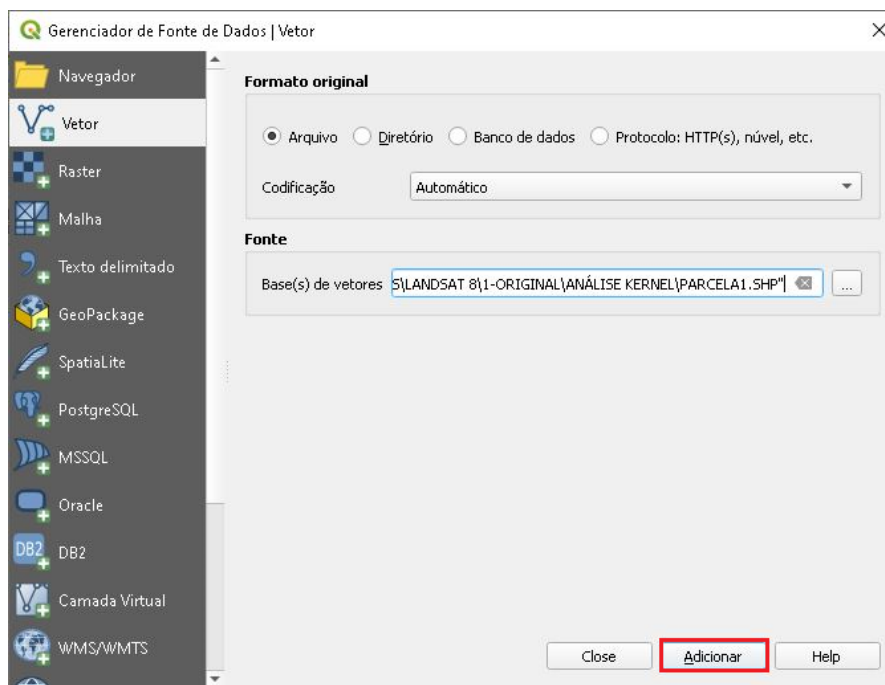 Gerenciador de Fonte de Dados | Vetor
Navegador
Vetor
Raster
Malha
Texto delimitado
GeoPackage
SpatiaLite
PostgreSQL
MSSQL
Oracle
DB2 DB2
Camada Virtual
WMS/WMTS
Formato original
Arquivo Diretório Banco de dados Protocolo: HTTP(s), núvel, etc.
Codificação Automático
Fonte
Base(s) de vetores S\LANDSAT 8\1-ORIGINAL\ANÁLISE KERNEL\PARCELA1.SHP" ...
Close Adicionar Help